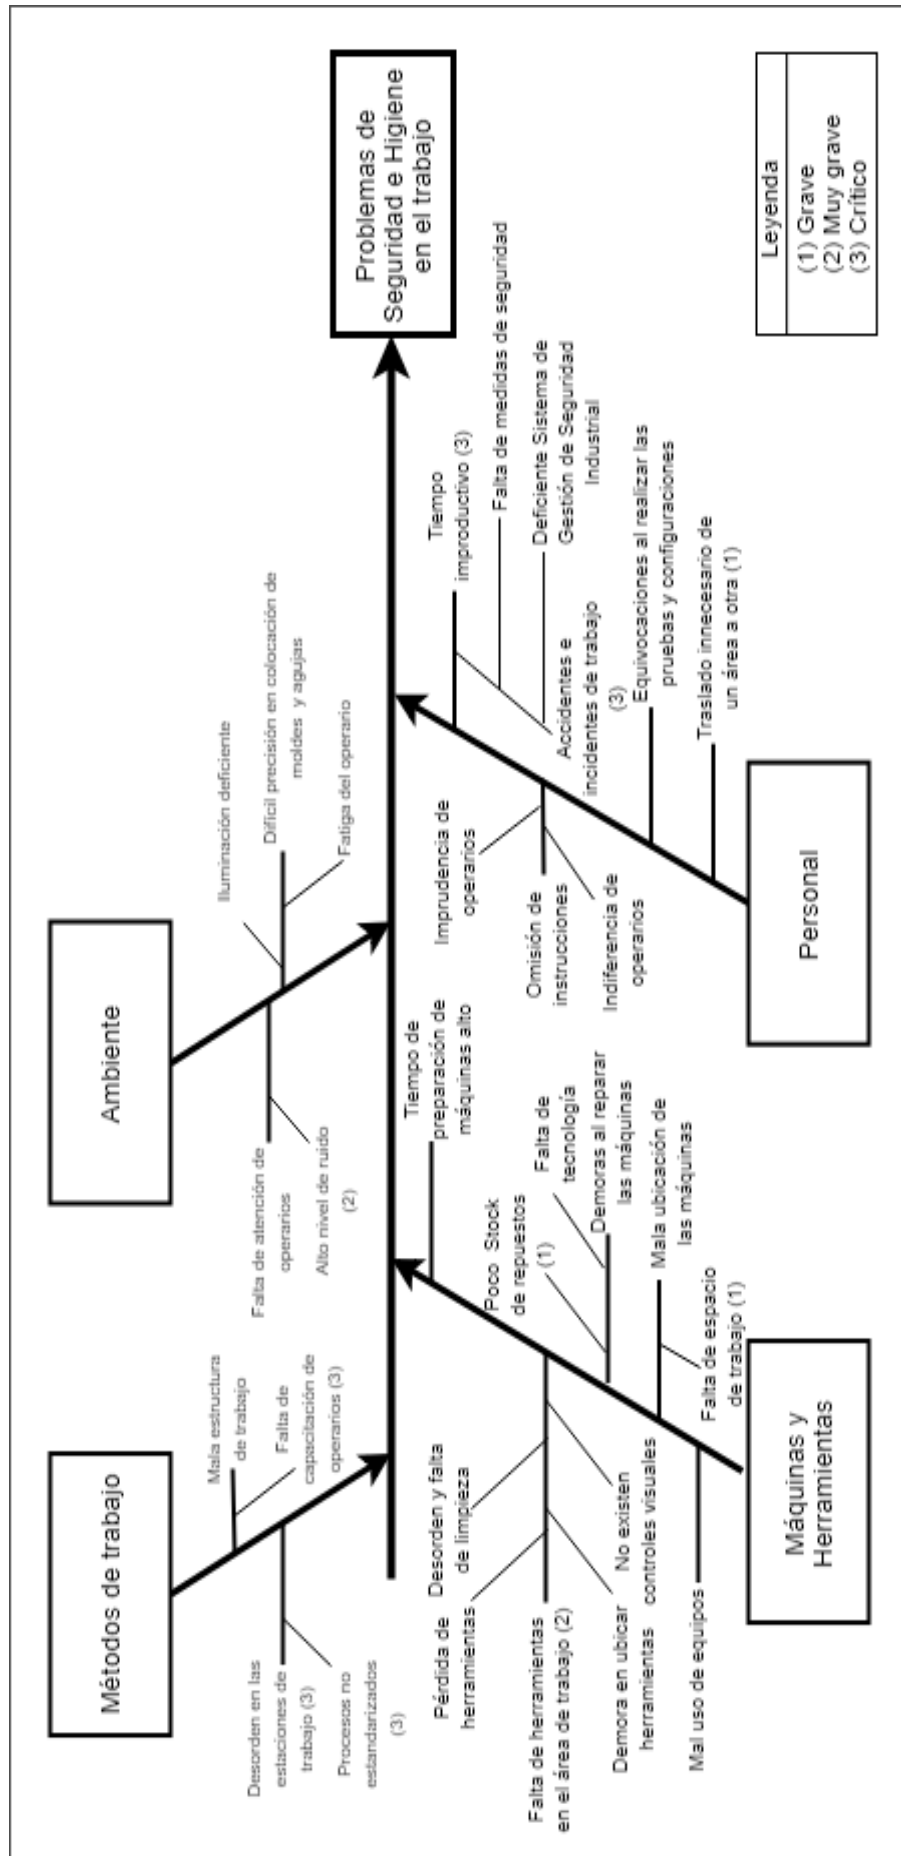 Métodos de trabajo
Ambiente
Mala estructura
de trabajo
Falta de
capacitación de
operarios (3)
Desorden en las
estaciones de
trabajo (3)
Procesos no
estandarizados
(3)
Iluminación deficiente
Difícil precisión en colocación de
moldes y agujas
Fatiga del operario
Falta de atención de
operarios
Alto nivel de ruido
(2)
Problemas de
Seguridad e Higiene
en el trabajo
Tiempo de
preparación de
máquinas alto
Poco Stock
de repuestos
(1)
Falta de
tecnología
Demoras al reparar
las máquinas
Mala ubicación de
las máquinas
Falta de espacio
de trabajo (1)
Pérdida de
herramientas
Desorden y falta
de limpieza
Falta de herramientas
en el área de trabajo (2)
Demora en ubicar
herramientas
No existen
controles visuales
Mal uso de equipos
Máquinas y
Herramientas
Tiempo
improductivo (3)
Falta de medidas de seguridad
Deficiente Sistema de
Gestión de Seguridad
Industrial
Accidentes e
incidentes de trabajo
(3)
Imprudencia de
operarios
Omisión de
instrucciones
Indiferencia de
operarios
Equivocaciones al realizar las
pruebas y configuraciones
Traslado innecesario de
un área a otra (1)
Personal
Leyenda
(1) Grave
(2) Muy grave
(3) Crítico